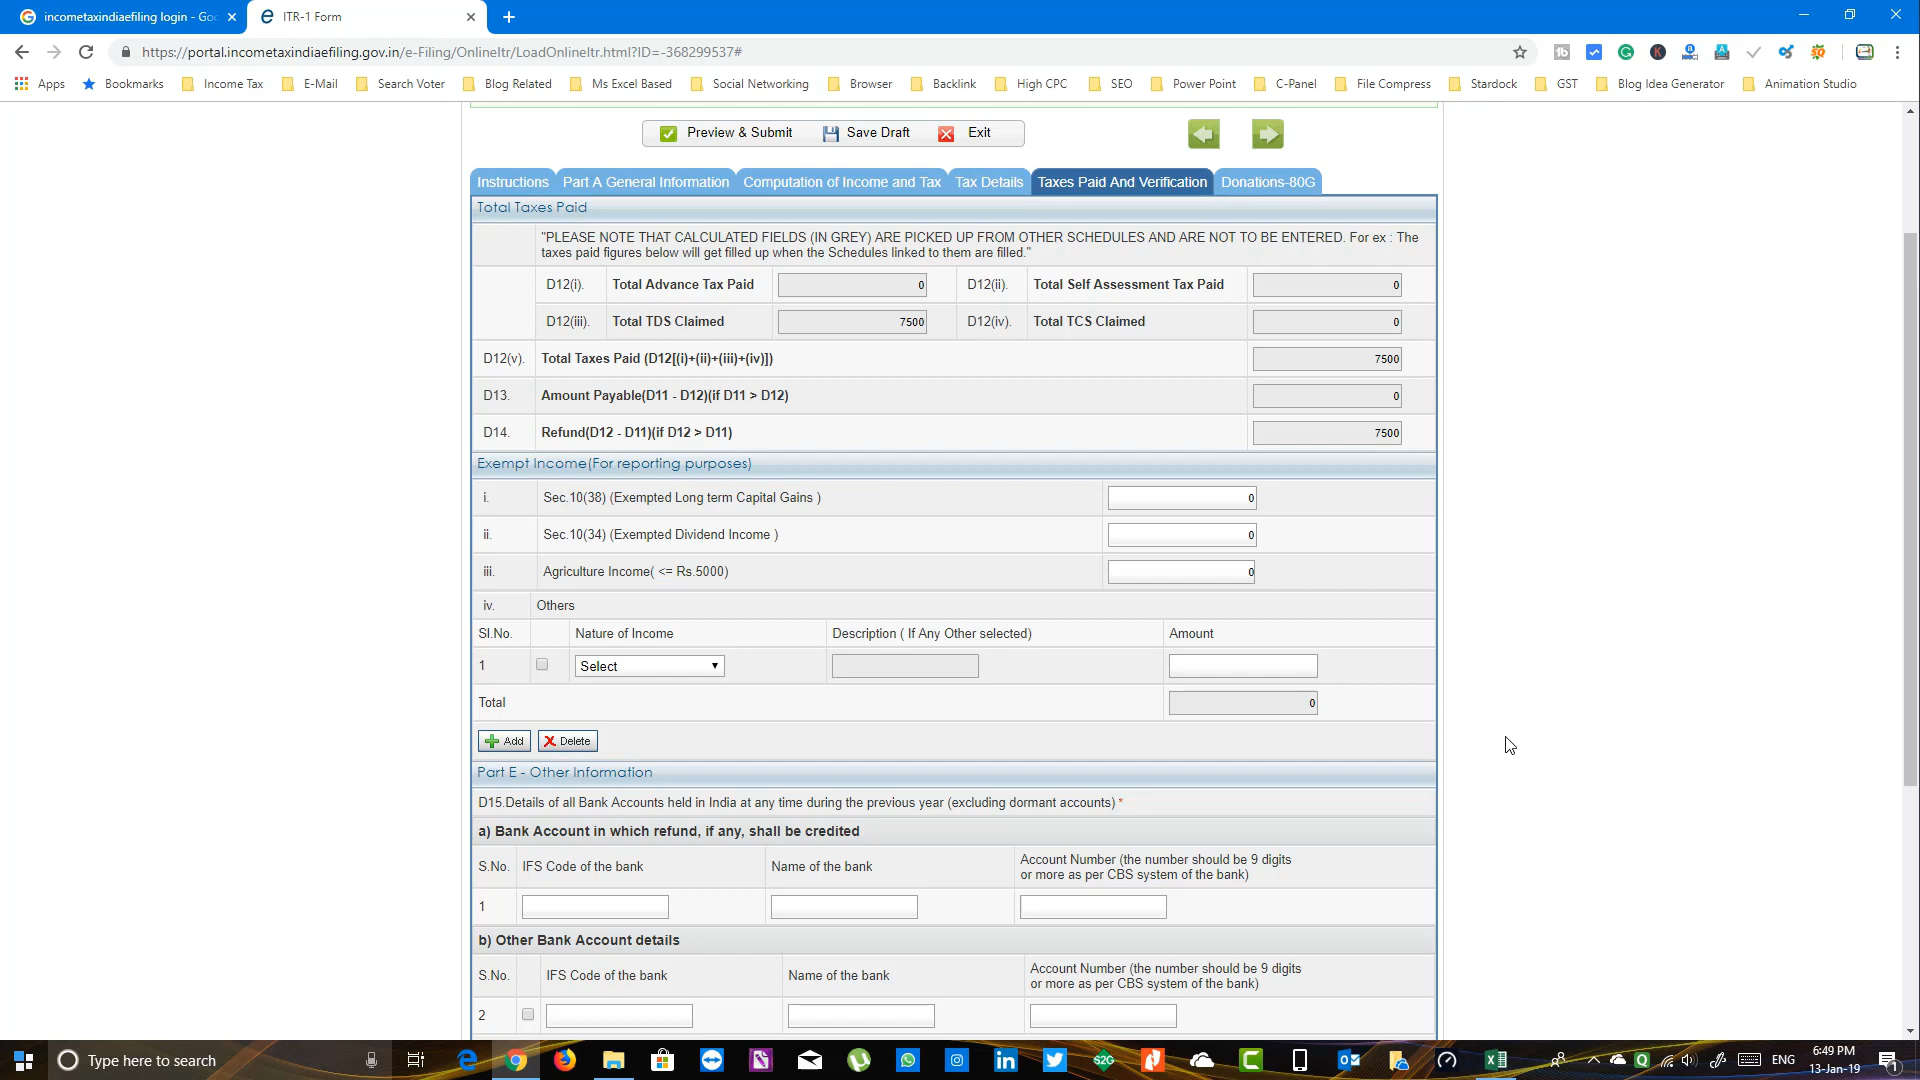 incometaxindiaefiling login - Goo
ITR-1 Form
https://portal.incometaxindiaefiling.gov.in/e-Filing/OnlineItr/LoadOnlineItr.html?ID=-368299537#
Apps Bookmarks Income Tax E-Mail Search Voter Blog Related Ms Excel Based Social Networking Browser Backlink High CPC SEO Power Point C-Panel File Compress Stardock GST Blog Idea Generator Animation Studio
Preview & Submit Save Draft Exit
Instructions Part A General Information Computation of Income and Tax Tax Details Taxes Paid And Verification Donations-80G
Total Taxes Paid
"PLEASE NOTE THAT CALCULATED FIELDS (IN GREY) ARE PICKED UP FROM OTHER SCHEDULES AND ARE NOT TO BE ENTERED. For ex : The
taxes paid figures below will get filled up when the Schedules linked to them are filled."
D12(i). Total Advance Tax Paid 0 D12(ii). Total Self Assessment Tax Paid 0
D12(iii). Total TDS Claimed 7500 D12(iv). Total TCS Claimed 0
D12(v). Total Taxes Paid (D12[(i)+(ii)+(iii)+(iv)]) 7500
D13. Amount Payable(D11 - D12)(if D11 > D12) 0
D14. Refund(D12 - D11)(if D12 > D11) 7500
Exempt Income(For reporting purposes)
i. Sec.10(38) (Exempted Long term Capital Gains ) 0
ii. Sec.10(34) (Exempted Dividend Income ) 0
iii. Agriculture Income( <= Rs.5000) 0
iv. Others
Sl.No. Nature of Income Description ( If Any Other selected) Amount
1 Select
Total 0
Add Delete
Part E - Other Information
D15.Details of all Bank Accounts held in India at any time during the previous year (excluding dormant accounts) *
a) Bank Account in which refund, if any, shall be credited
S.No. IFS Code of the bank Name of the bank Account Number (the number should be 9 digits
or more as per CBS system of the bank)
1
b) Other Bank Account details
S.No. IFS Code of the bank Name of the bank Account Number (the number should be 9 digits
or more as per CBS system of the bank)
2
Type here to search
ENG
6:49 PM
13-Jan-19